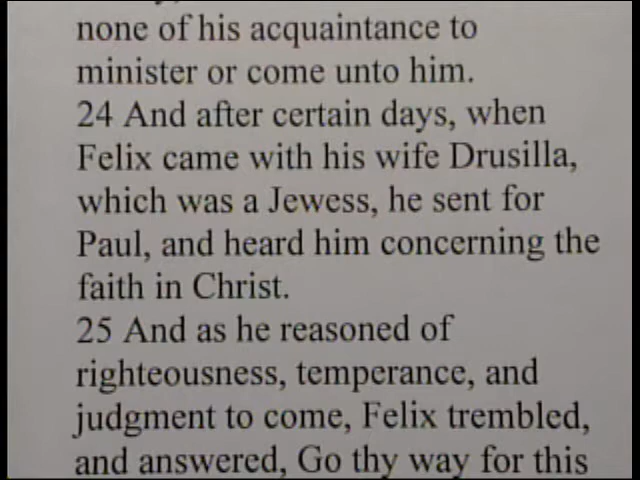 none of his acquaintance to
minister or come unto him.
24 And after certain days, when
Felix came with his wife Drusilla,
which was a Jewess, he sent for
Paul, and heard him concerning the
faith in Christ.
25 And as he reasoned of
righteousness, temperance, and
judgment to come, Felix trembled,
and answered, Go thy way for this